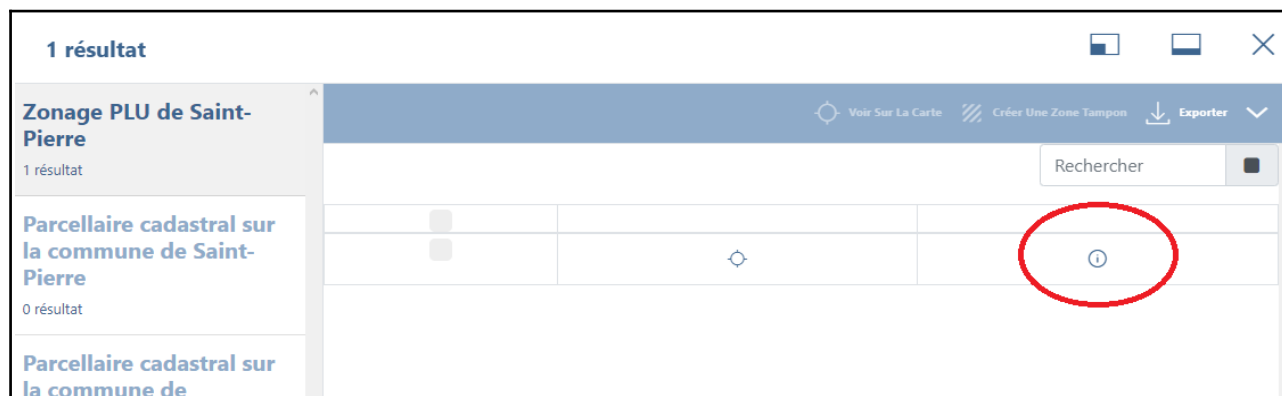 1 résultat
Zonage PLU de Saint-
Pierre
1 résultat
Parcellaire cadastral sur
la commune de Saint-
Pierre
0 résultat
Parcellaire cadastral sur
la commune de
Voir Sur La Carte
Créer Une Zone Tampon
Exporter
Rechercher